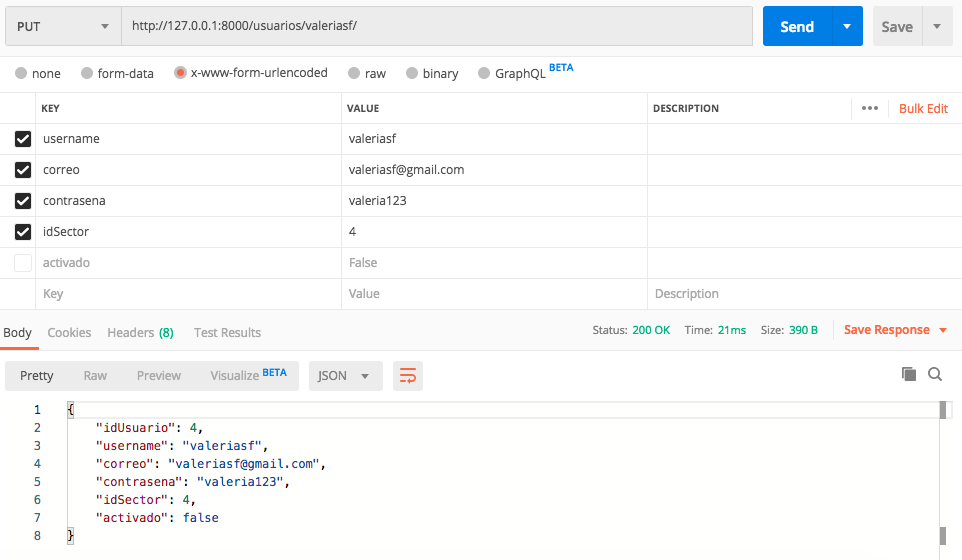 PUT http://127.0.0.1:8000/usuarios/valeriasf/ Send Save
none form-data x-www-form-urlencoded raw binary GraphQL BETA
KEY VALUE DESCRIPTION ••• Bulk Edit
username valeriasf
correo valeriasf@gmail.com
contrasena valeria123
idSector 4
activado False
Key Value Description
Body Cookies Headers (8) Test Results Status: 200 OK Time: 21ms Size: 390 B Save Response
Pretty Raw Preview Visualize BETA JSON
1 {
2 "idUsuario": 4,
3 "username": "valeriasf",
4 "correo": "valeriasf@gmail.com",
5 "contrasena": "valeria123",
6 "idSector": 4,
7 "activado": false
8 }